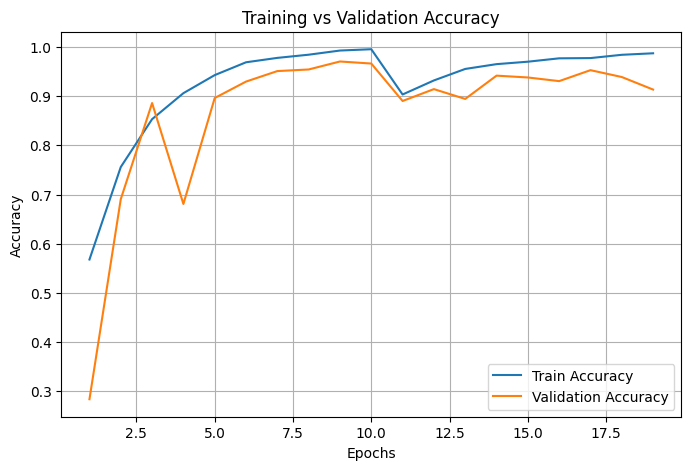 Training vs Validation Accuracy
1.0
0.9
0.8
0.7
0.6
0.5
0.4
0.3
Accuracy
2.5 5.0 7.5 10.0 12.5 15.0 17.5
Epochs
Train Accuracy
Validation Accuracy